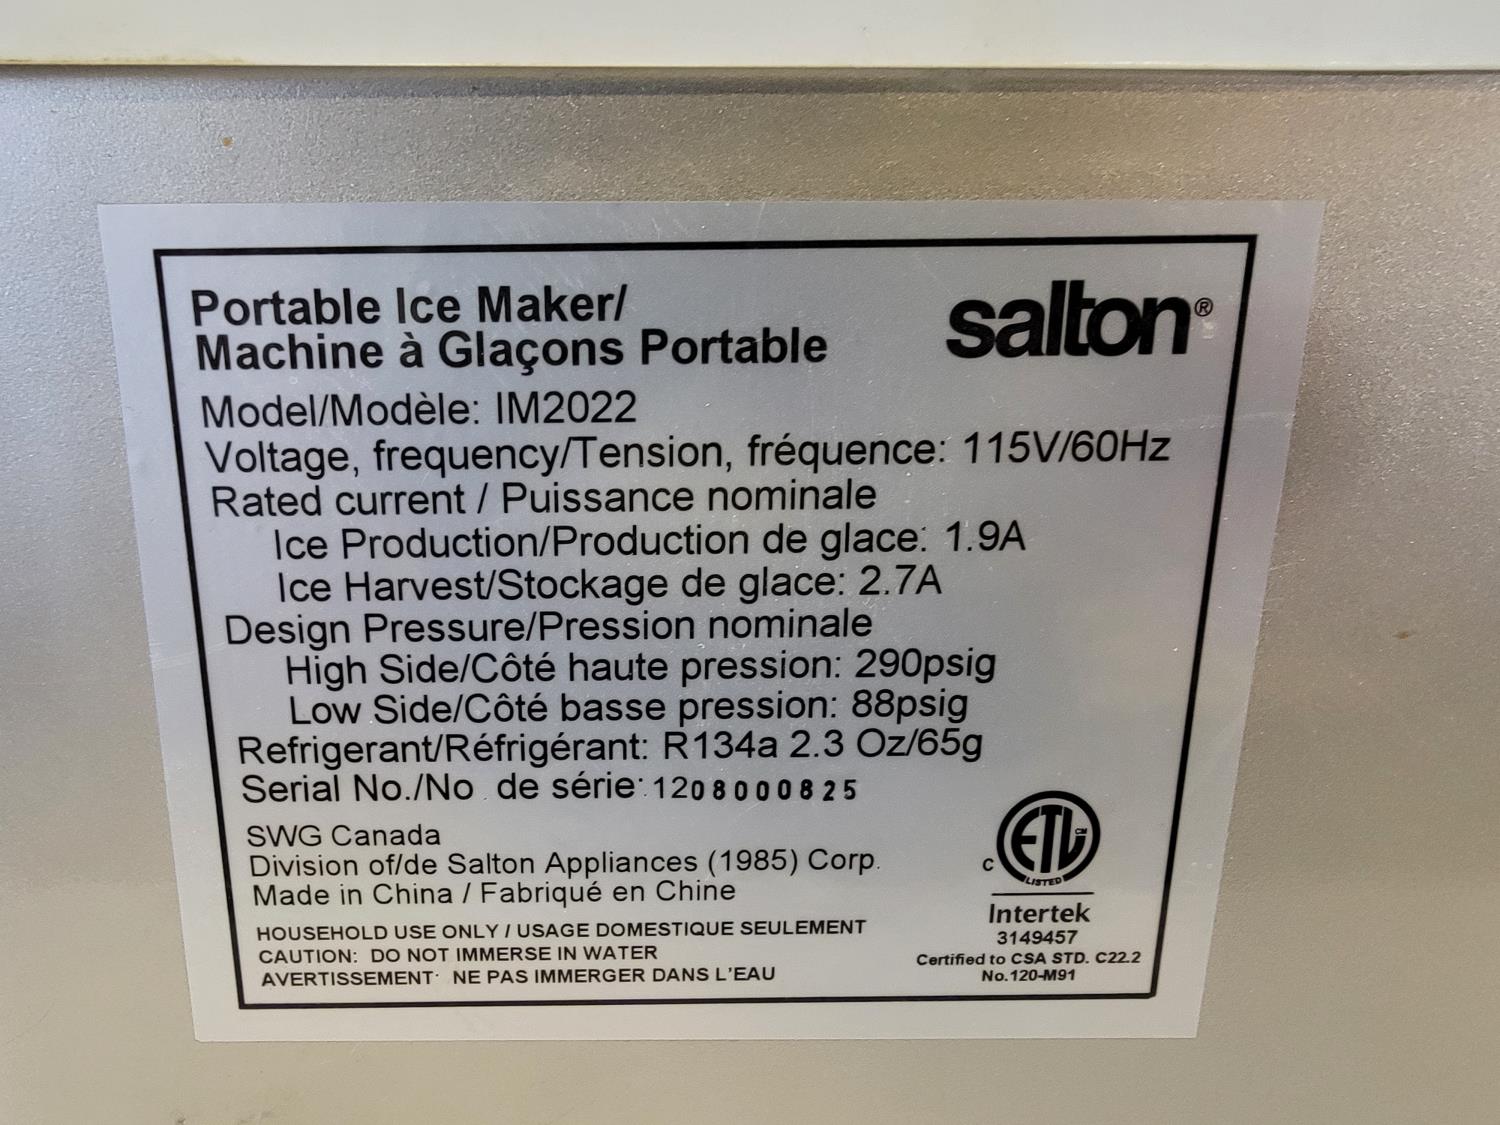 Portable Ice Maker/
Machine à Glaçons Portable
salton®
Model/Modèle: IM2022
Voltage, frequency/Tension, fréquence: 115V/60Hz
Rated current / Puissance nominale
Ice Production/Production de glace: 1.9A
Ice Harvest/Stockage de glace: 2.7A
Design Pressure/Pression nominale
High Side/Côté haute pression: 290psig
Low Side/Côté basse pression: 88psig
Refrigerant/Réfrigérant: R134a 2.3 Oz/65g
Serial No./No. de série: 1208000825
SWG Canada
Division of/de Salton Appliances (1985) Corp.
Made in China / Fabriqué en Chine
HOUSEHOLD USE ONLY / USAGE DOMESTIQUE SEULEMENT
CAUTION: DO NOT IMMERSE IN WATER
AVERTISSEMENT: NE PAS IMMERGER DANS L'EAU
C ETL CM
LISTED
Intertek
3149457
Certified to CSA STD. C22.2
No.120-M91